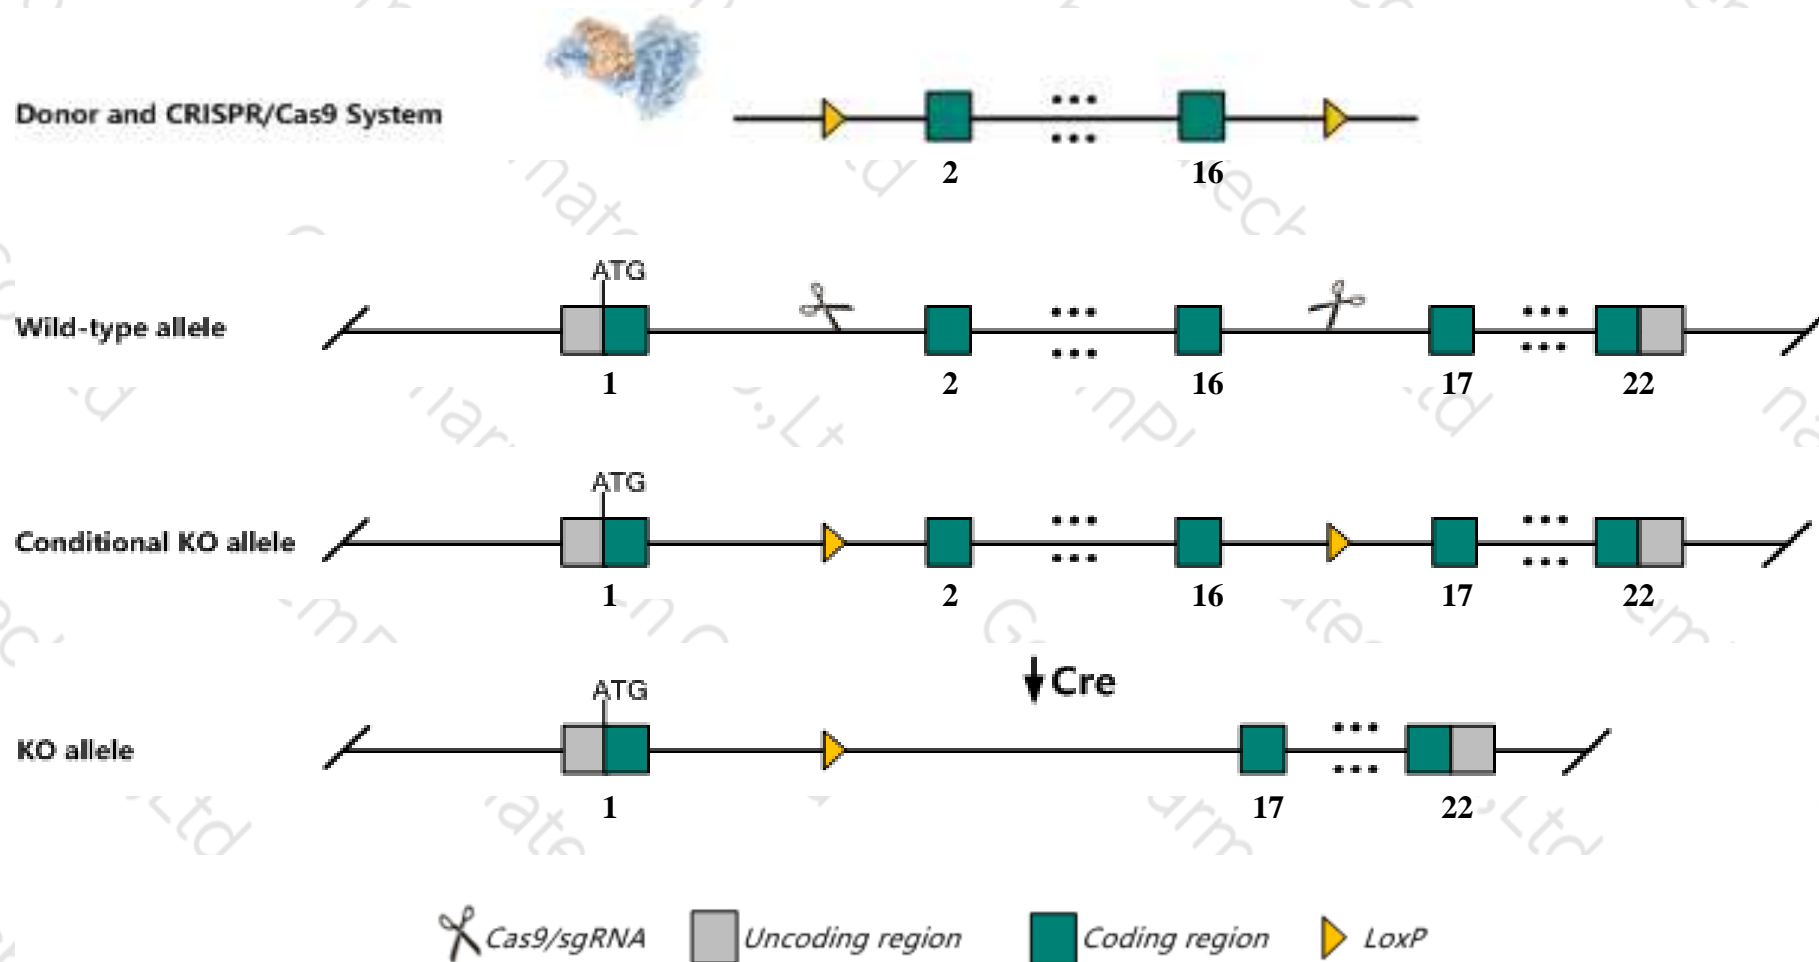 Donor and CRISPR/Cas9 System
2 16
ATG
Wild-type allele
1 2 16 17 22
ATG
Conditional KO allele
1 2 16 17 22
Cre
ATG
KO allele
1 17 22
Cas9/sgRNA Uncoding region Coding region LoxP